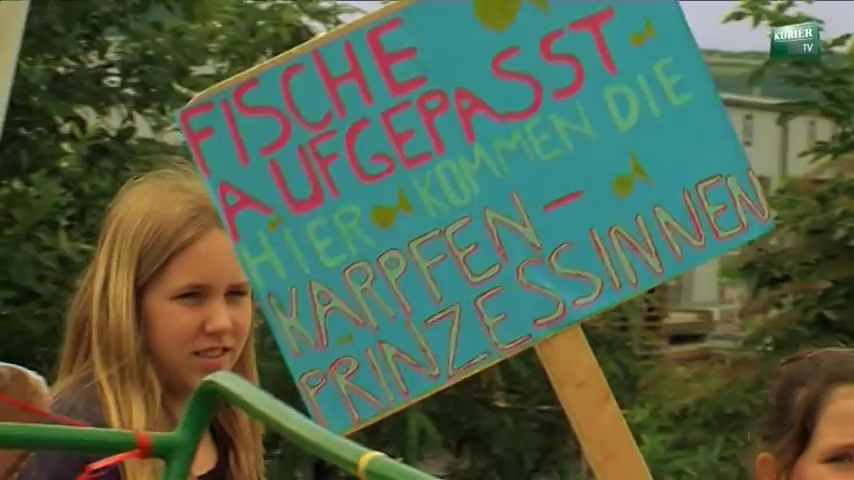 FISCHE
AUFGEPASST
HIER KOMMEN DIE
KARPFEN-
PRINZESSINNEN
KURIER
TV